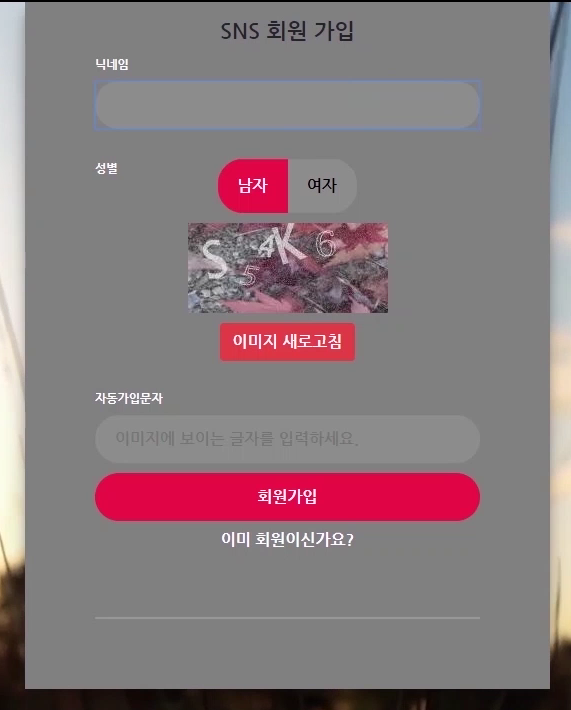 SNS 회원 가입
닉네임
성별
남자 여자
S54K6
이미지 새로고침
자동가입문자
이미지에 보이는 글자를 입력하세요.
회원가입
이미 회원이신가요?